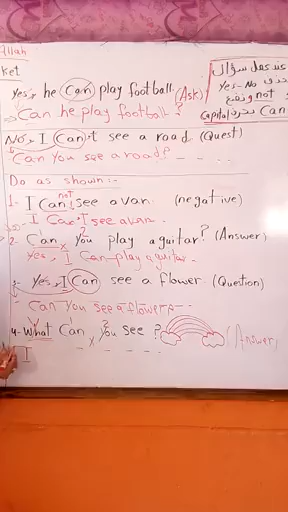 Allah
ket
yes, he can play football. (Ask)
Can he play football?
عمل سؤال
Yes - No
not
Capital Can
No, I Can't see a road. (Quest)
Can you see a road?
Do as shown:-
1- I Can see a van. (negative)
not
I Can't see a van.
2- Can you play a guitar? (Answer)
Yes, I Can play a guitar.
Yes, I Can see a flower (Question)
Can you see a flower?
4- What Can you see? (Answer)
I